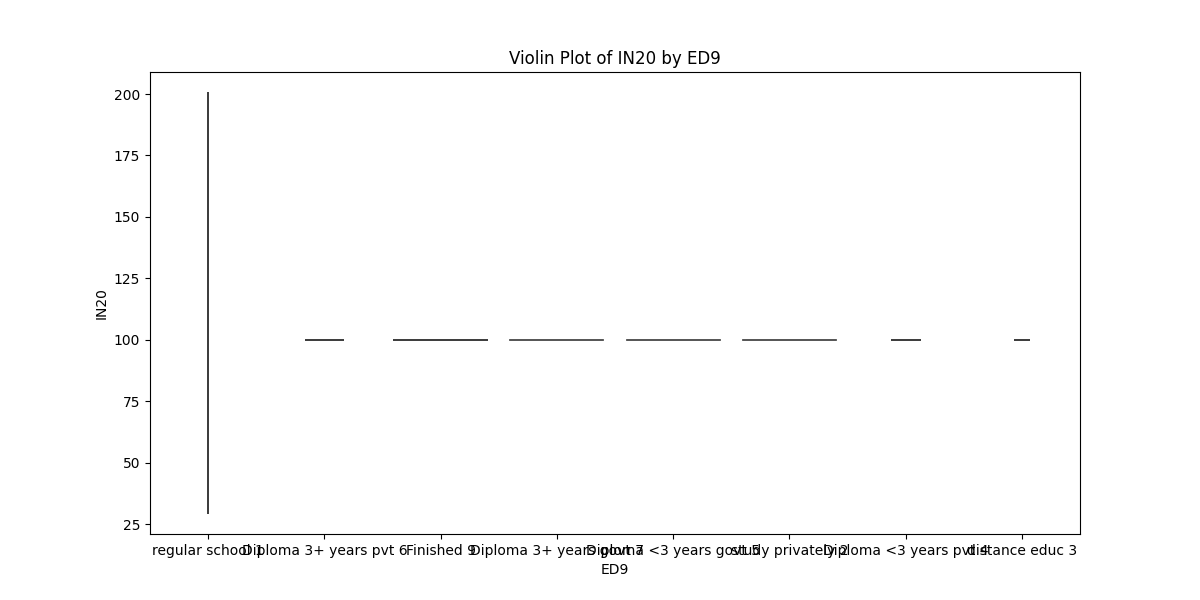 Violin Plot of IN20 by ED9
200
175
150
125
100
75
50
25
IN20
regular school 1
Diploma 3+ years pvt 6
Finished 9
Diploma 3+ years govt 7
Diploma <3 years govt 5
study privately 2
Diploma <3 years pvt 4
distance educ 3
ED9